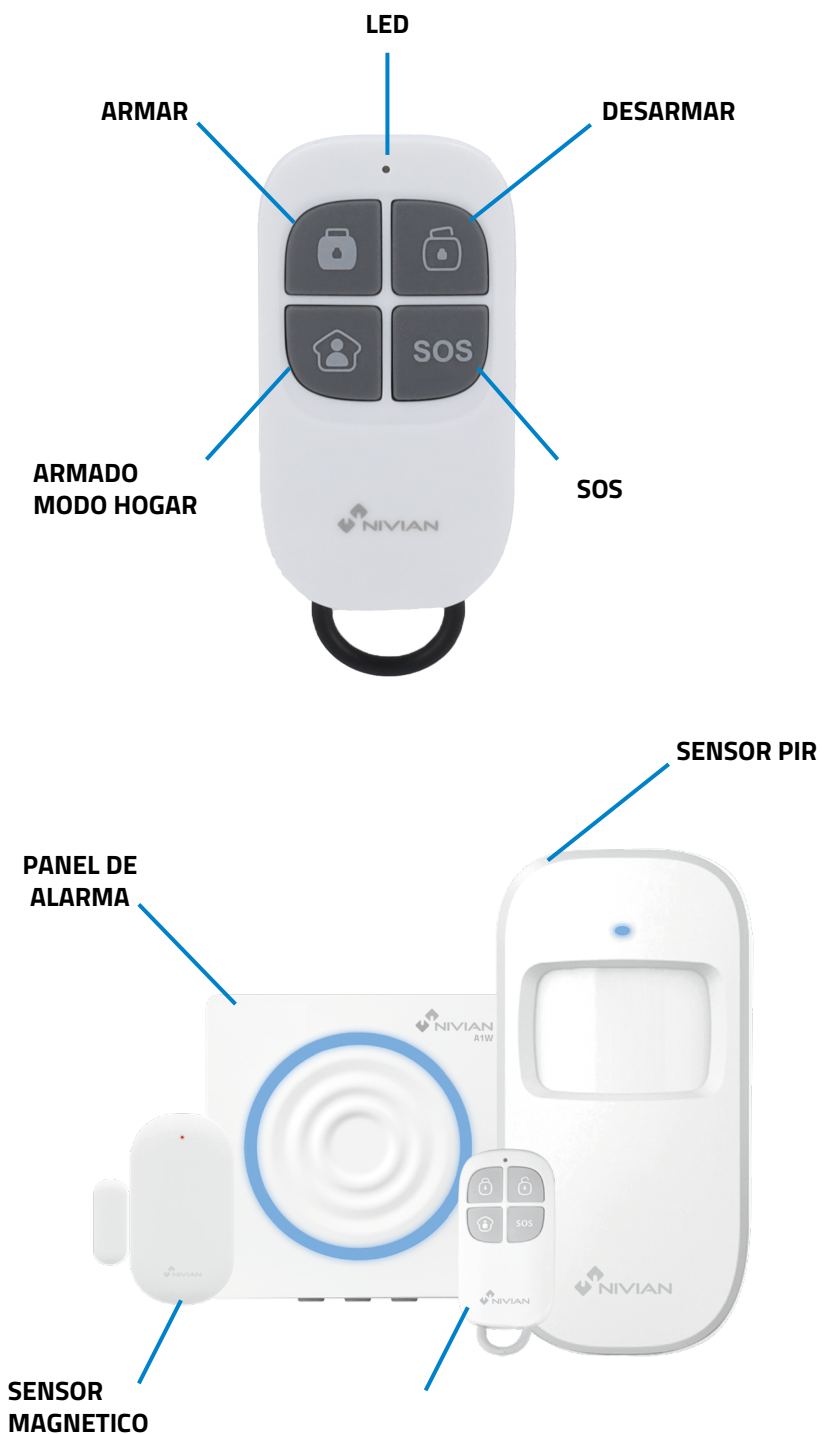 LED
ARMAR
DESARMAR
SOS
ARMADO
MODO HOGAR
SOS
NIVIAN
SENSOR PIR
PANEL DE
ALARMA
NIVIAN
A1W
SOS
NIVIAN
NIVIAN
NIVIAN
SENSOR
MAGNETICO